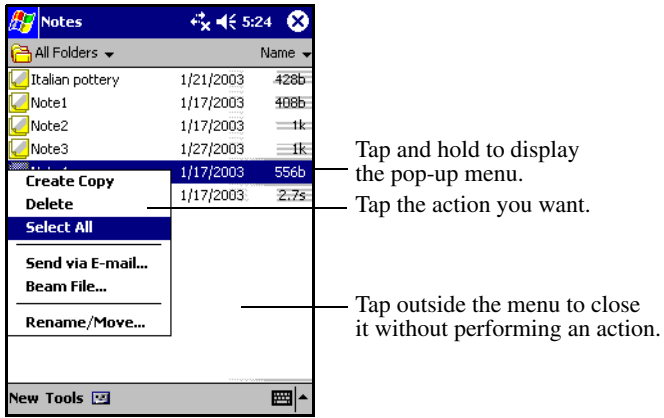 Notes 5:24
All Folders Name
Italian pottery 1/21/2003 428b
Note1 1/17/2003 408b
Note2 1/17/2003 1k
Note3 1/27/2003 1k
1/17/2003 556b
1/17/2003 2.7s
Create Copy
Delete
Select All
Send via E-mail...
Beam File...
Rename/Move...
New Tools
Tap and hold to display
the pop-up menu.
Tap the action you want.
Tap outside the menu to close
it without performing an action.